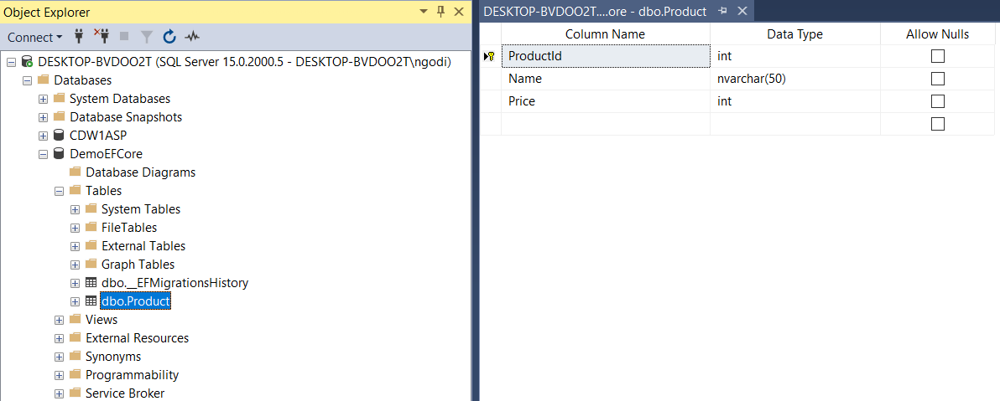 Object Explorer
Connect
DESKTOP-BVDOO2T (SQL Server 15.0.2000.5 - DESKTOP-BVDOO2T\ngodi)
Databases
System Databases
Database Snapshots
CDW1ASP
DemoEFCore
Database Diagrams
Tables
System Tables
FileTables
External Tables
Graph Tables
dbo.__EFMigrationsHistory
dbo.Product
Views
External Resources
Synonyms
Programmability
Service Broker
DESKTOP-BVDOO2T....ore - dbo.Product
Column Name Data Type Allow Nulls
ProductId int
Name nvarchar(50)
Price int